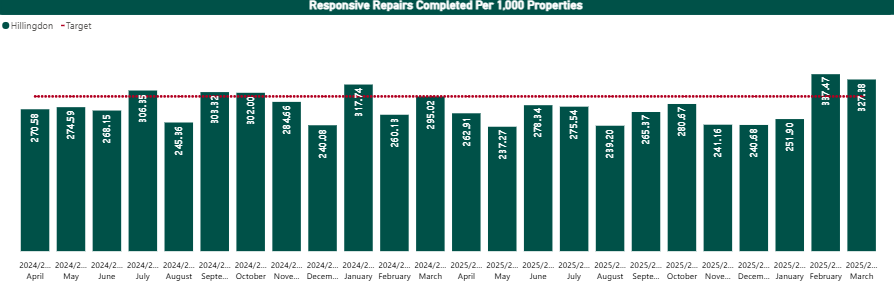 Responsive Repairs Completed Per 1,000 Properties
Hillingdon Target
270.58 274.59 268.15 306.35 245.36 303.32 302.00 284.66 240.08 317.74 260.13 295.02 262.91 237.27 278.34 275.54 239.20 265.37 280.67 241.16 240.68 251.90 337.47 327.38
2024/2... 2024/2... 2024/2... 2024/2... 2024/2... 2024/2... 2024/2... 2024/2... 2024/2... 2024/2... 2024/2... 2024/2... 2025/2... 2025/2... 2025/2... 2025/2... 2025/2... 2025/2... 2025/2... 2025/2... 2025/2... 2025/2... 2025/2... 2025/2...
April May June July August Septe... October Nove... Decem... January February March April May June July August Septe... October Nove... Decem... January February March